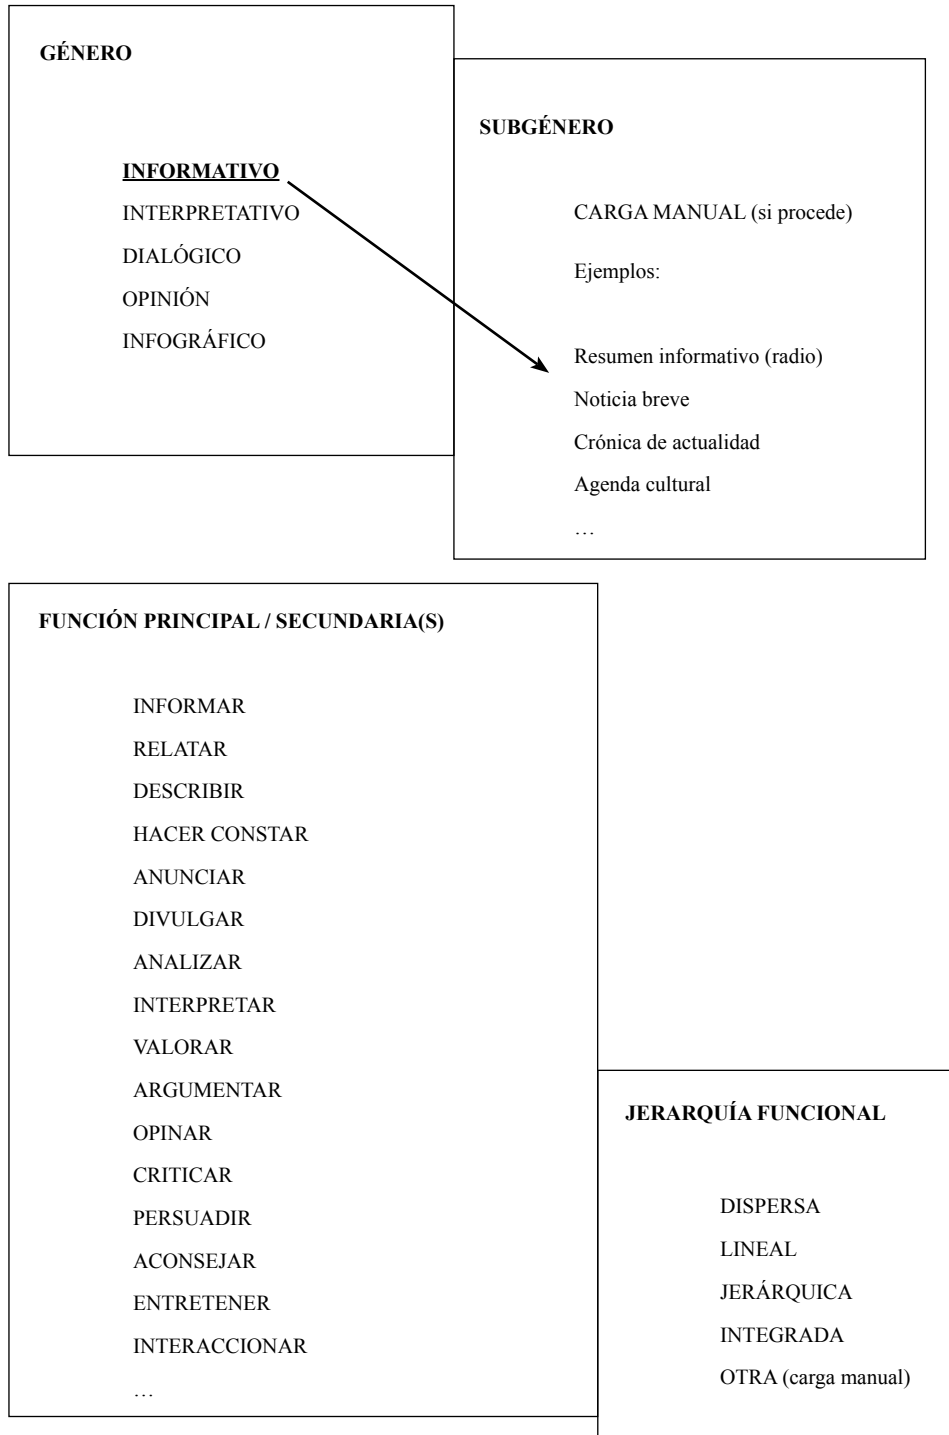 GÉNERO
INFORMATIVO
INTERPRETATIVO
DIALÓGICO
OPINIÓN
INFOGRÁFICO
SUBGÉNERO
CARGA MANUAL (si procede)
Ejemplos:
Resumen informativo (radio)
Noticia breve
Crónica de actualidad
Agenda cultural
…
FUNCIÓN PRINCIPAL / SECUNDARIA(S)
INFORMAR
RELATAR
DESCRIBIR
HACER CONSTAR
ANUNCIAR
DIVULGAR
ANALIZAR
INTERPRETAR
VALORAR
ARGUMENTAR
OPINAR
CRITICAR
PERSUADIR
ACONSEJAR
ENTRETENER
INTERACCIONAR
…
JERARQUÍA FUNCIONAL
DISPERSA
LINEAL
JERÁRQUICA
INTEGRADA
OTRA (carga manual)